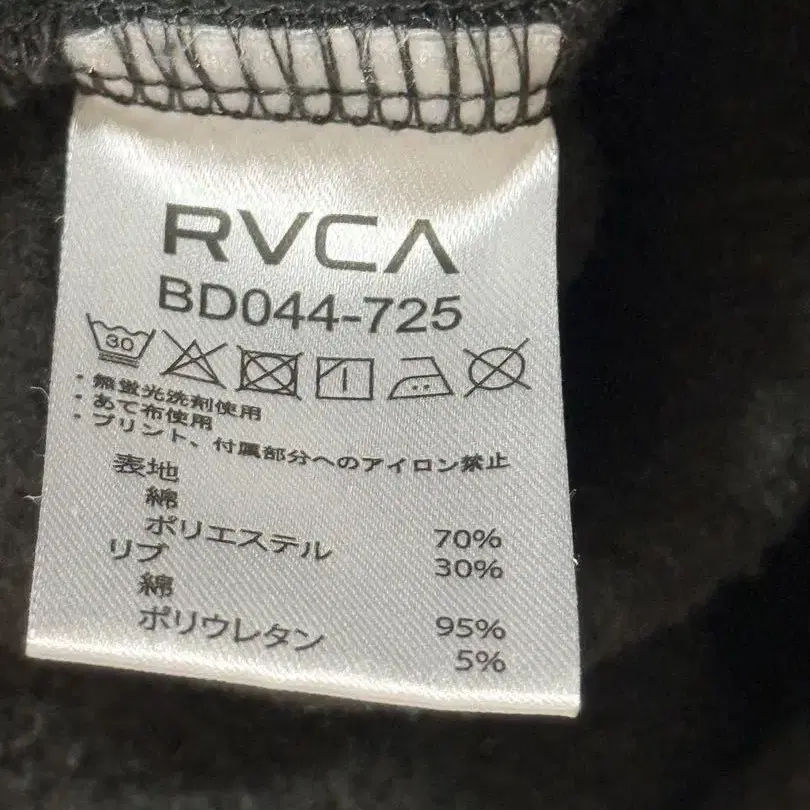 RVCA
BD044-725
30
・無蛍光洗剤使用
・あて布使用
・プリント、付属部分へのアイロン禁止
表地
綿 70%
ポリエステル 30%
リブ
綿 95%
ポリウレタン 5%